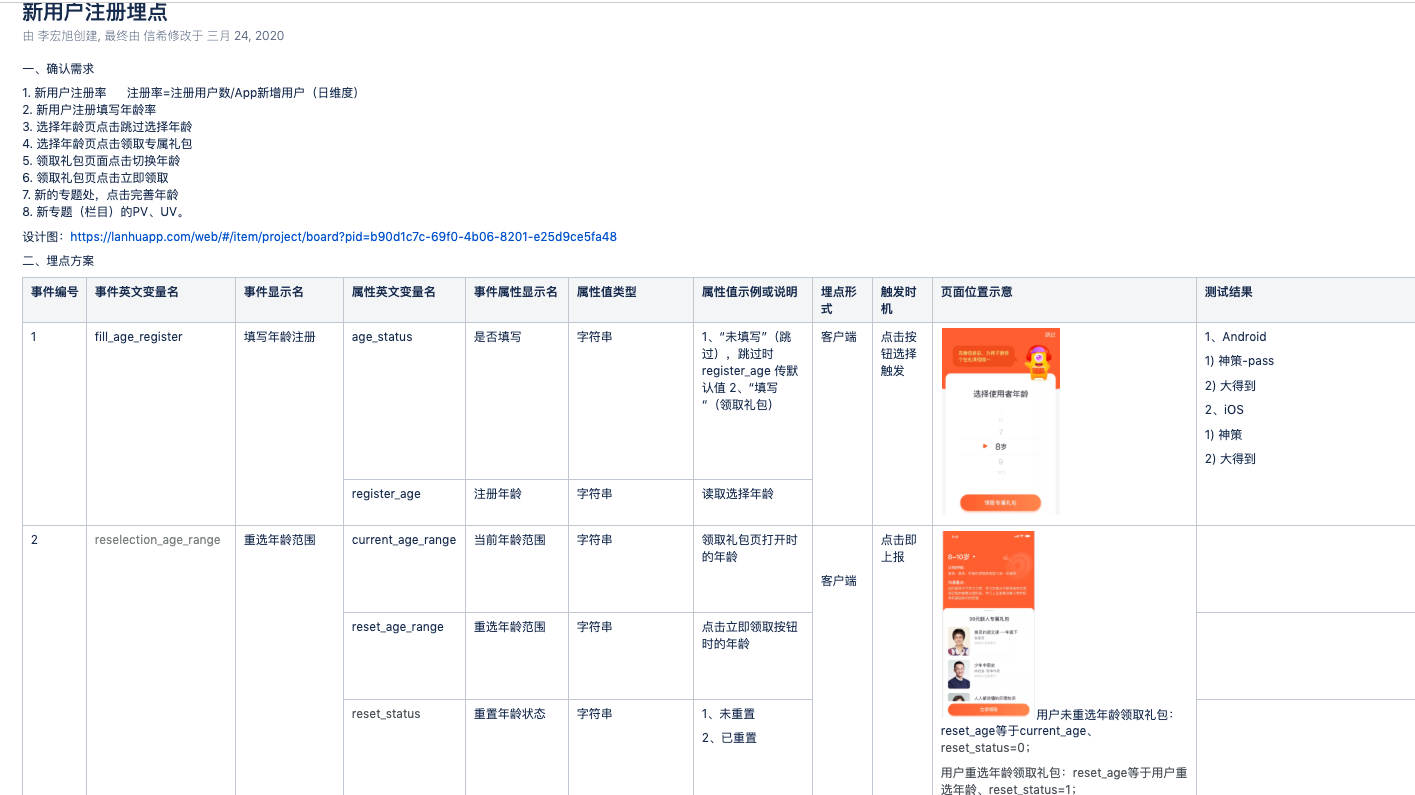 新用户注册埋点
由 李宏旭创建, 最终由 信希修改于 三月 24, 2020
一、确认需求
1. 新用户注册率 注册率=注册用户数/App新增用户（日维度）
2. 新用户注册填写年龄率
3. 选择年龄页点击跳过选择年龄
4. 选择年龄页点击领取专属礼包
5. 领取礼包页面点击切换年龄
6. 领取礼包页点击立即领取
7. 新的专题处，点击完善年龄
8. 新专题（栏目）的PV、UV。
设计图：https://lanhuapp.com/web/#/item/project/board?pid=b90d1c7c-69f0-4b06-8201-e25d9ce5fa48
二、埋点方案
事件编号 事件英文变量名 事件显示名 属性英文变量名 事件属性显示名 属性值类型 属性值示例或说明 埋点形式 触发时机 页面位置示意 测试结果
1 fill_age_register 填写年龄注册 age_status 是否填写 字符串
1、“未填写”（跳
过），跳过时
register_age 传默
认值 2、“填写
”（领取礼包）
客户端
点击按
钮选择
触发
跳过
选择使用者年龄
7
8岁
9
领取专属礼包
1、Android
1) 神策-pass
2) 大得到
2、iOS
1) 神策
2) 大得到
register_age 注册年龄 字符串 读取选择年龄
2 reselection_age_range 重选年龄范围 current_age_range 当前年龄范围 字符串
领取礼包页打开时
的年龄
客户端
点击即
上报
8-10岁
99元新人专属礼包
少年中国史
立即领取
reset_age_range 重选年龄范围 字符串
点击立即领取按钮
时的年龄
reset_status 重置年龄状态 字符串
1、未重置
2、已重置
用户未重选年龄领取礼包：
reset_age等于current_age、
reset_status=0；
用户重选年龄领取礼包：reset_age等于用户重
选年龄、reset_status=1；